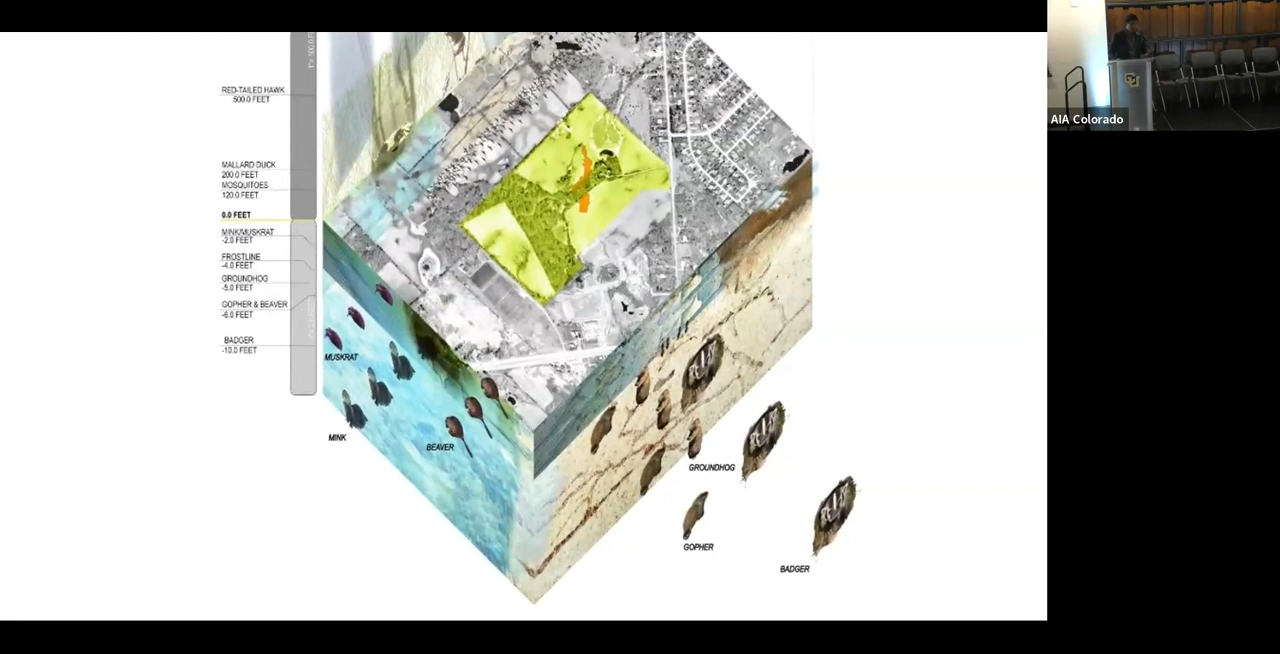 RED-TAILED HAWK
500.0 FEET
MALLARD DUCK
200.0 FEET
MOSQUITOES
120.0 FEET
0.0 FEET
MINK/MUSKRAT
-2.0 FEET
FROSTLINE
-4.0 FEET
GROUNDHOG
-5.0 FEET
GOPHER & BEAVER
-6.0 FEET
BADGER
-10.0 FEET
MUSKRAT
MINK
BEAVER
GROUNDHOG
GOPHER
BADGER
AIA Colorado
CU